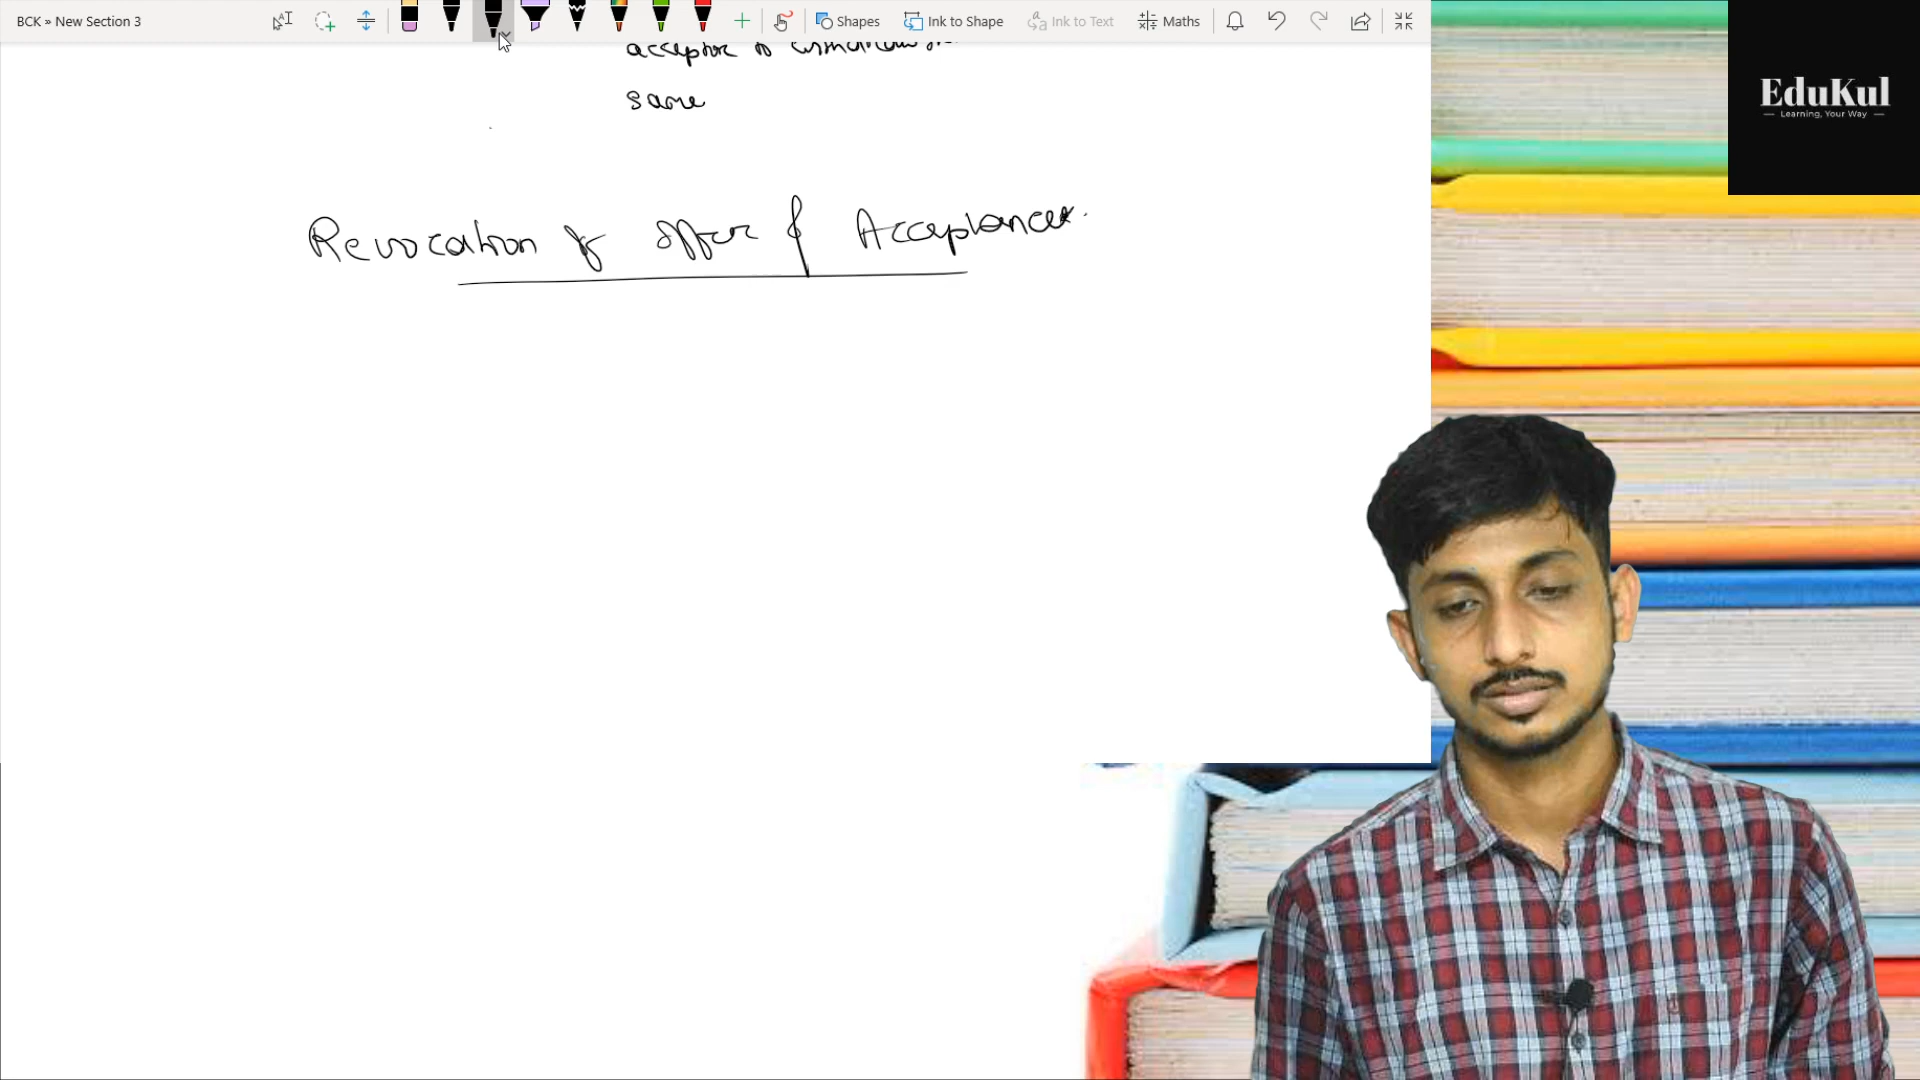 BCK » New Section 3
Shapes
Ink to Shape
Ink to Text
Maths
EduKul
— Learning, Your Way —
acceptor to
same
Revocation of offer & Acceptance.